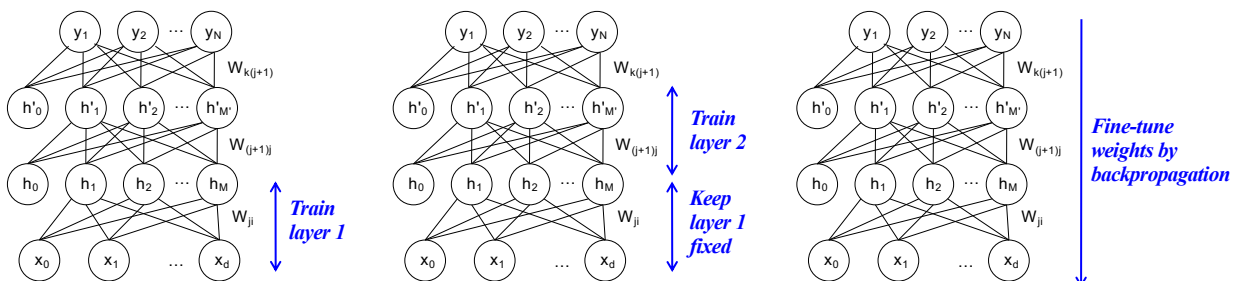 y1 y2 ... yN
Wk(j+1)
h'0 h'1 h'2 ... h'M'
W(j+1)j
h0 h1 h2 ... hM
Wji
Train
layer 1
x0 x1 ... xd
y1 y2 ... yN
Wk(j+1)
h'0 h'1 h'2 ... h'M'
Train
layer 2
W(j+1)j
h0 h1 h2 ... hM
Wji
Keep
layer 1
fixed
x0 x1 ... xd
y1 y2 ... yN
Wk(j+1)
h'0 h'1 h'2 ... h'M'
W(j+1)j
h0 h1 h2 ... hM
Wji
x0 x1 ... xd
Fine-tune
weights by
backpropagation